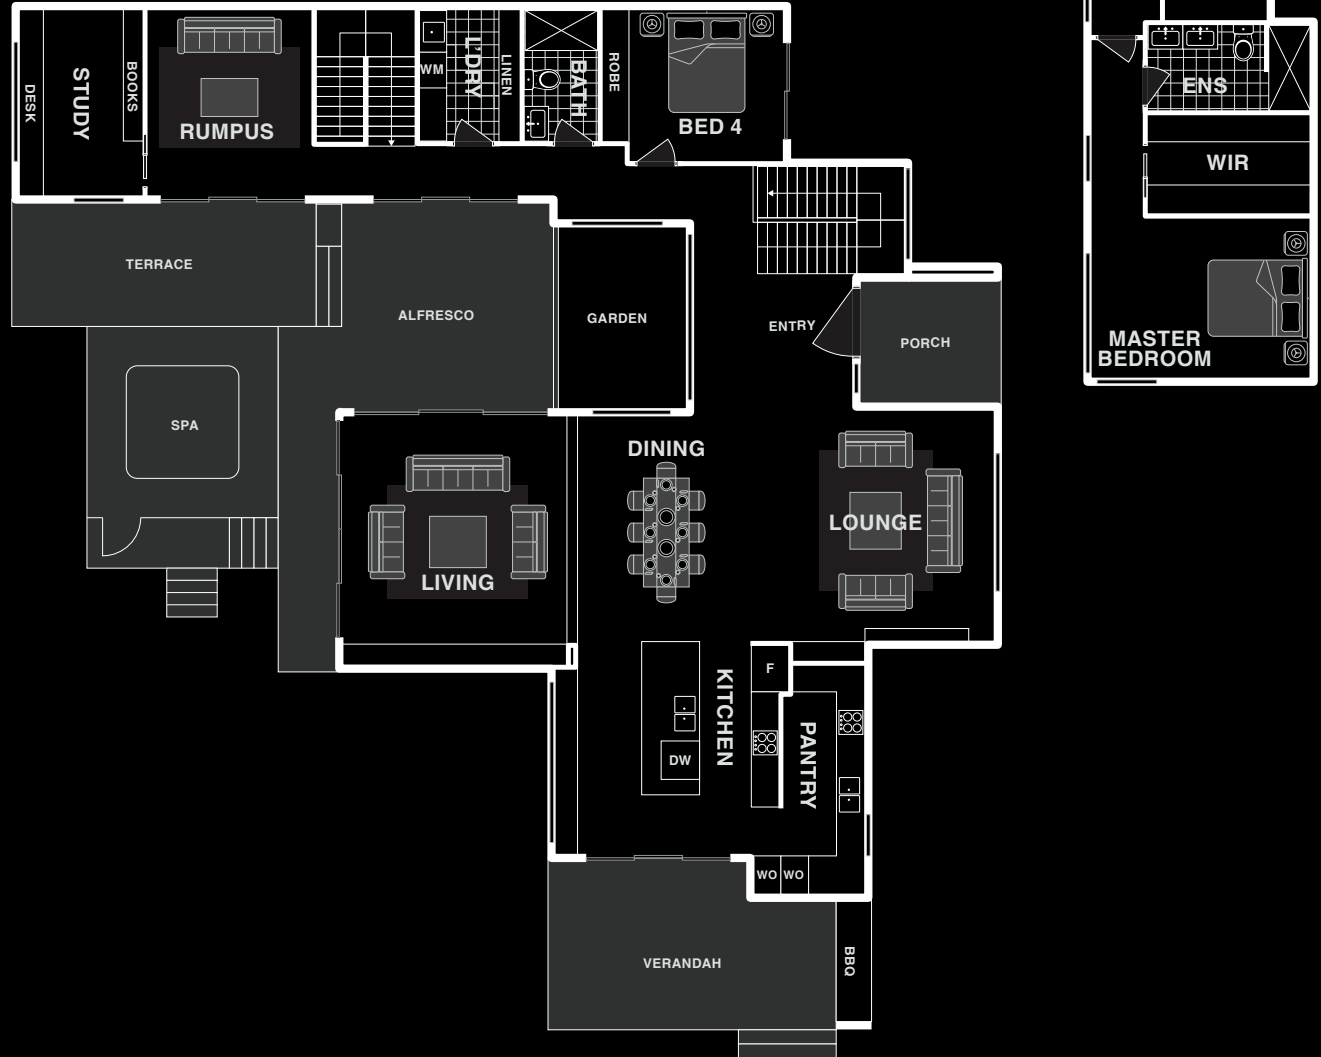 DESK
STUDY
BOOKS
RUMPUS
WM
L'DRY
LINEN
BATH
ROBE
BED 4
ENS
WIR
MASTER
BEDROOM
TERRACE
ALFRESCO
GARDEN
ENTRY
PORCH
SPA
DINING
LOUNGE
LIVING
KITCHEN
F
PANTRY
DW
WO
WO
VERANDAH
BBQ